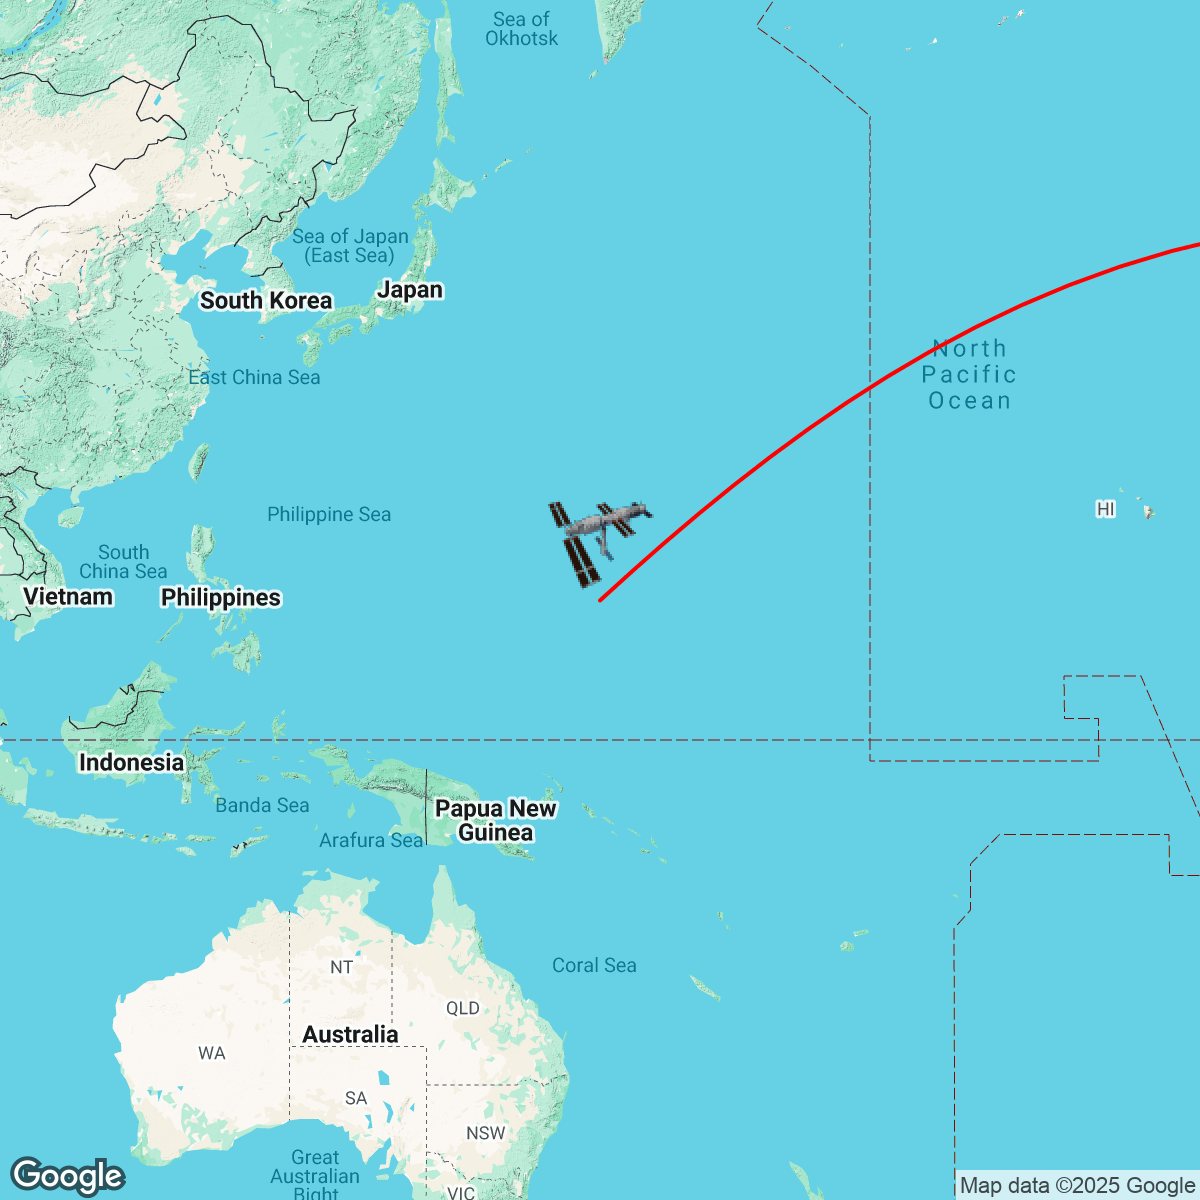 Sea of
Okhotsk
Sea of Japan
(East Sea)
Japan
South Korea
North
Pacific
Ocean
East China Sea
HI
Philippine Sea
South
China Sea
Vietnam
Philippines
Indonesia
Banda Sea
Papua New
Guinea
Arafura Sea
Coral Sea
NT
QLD
Australia
WA
SA
NSW
Great
Australian
Bight
VIC
Google
Map data ©2025 Google